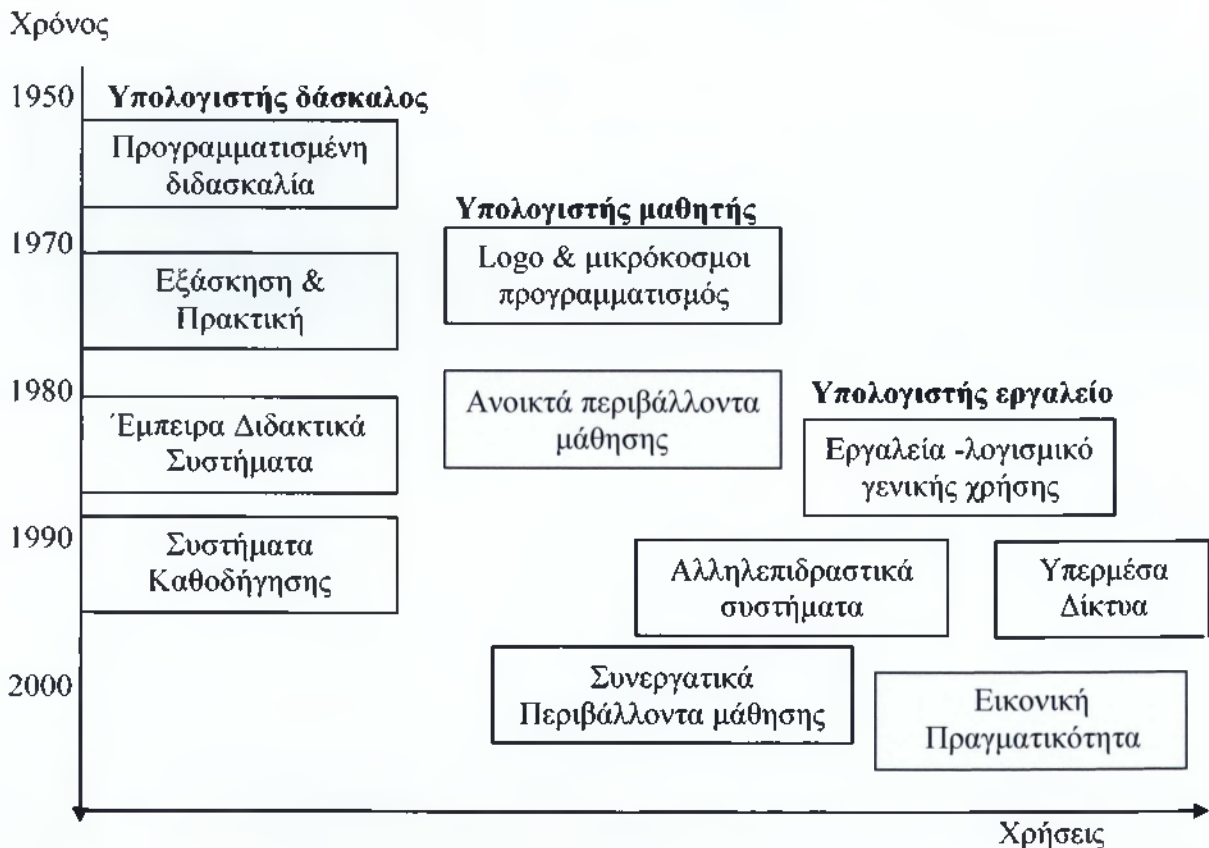 Χρόνος
1950
Υπολογιστής δάσκαλος
Προγραμματισμένη
διδασκαλία
Υπολογιστής μαθητής
1970
Logo & μικρόκοσμοι
προγραμματισμός
Εξάσκηση &
Πρακτική
1980
Ανοικτά περιβάλλοντα
μάθησης
Υπολογιστής εργαλείο
Έμπειρα Διδακτικά
Συστήματα
Εργαλεία -λογισμικό
γενικής χρήσης
1990
Συστήματα
Καθοδήγησης
Αλληλεπιδραστικά
συστήματα
Υπερμέσα
Δίκτυα
2000
Συνεργατικά
Περιβάλλοντα μάθησης
Εικονική
Πραγματικότητα
Χρήσεις